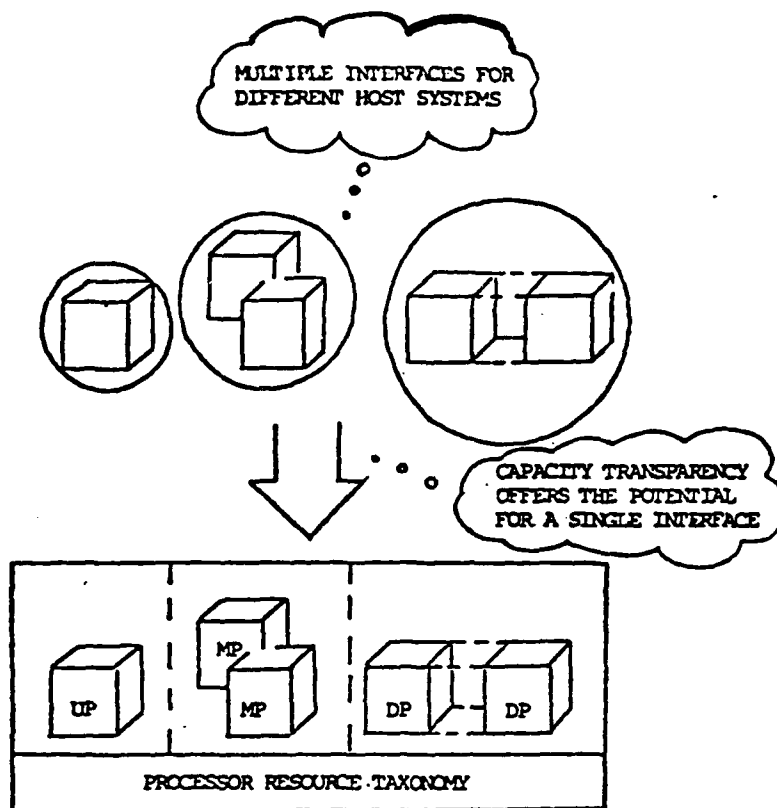 MULTIPLE INTERFACES FOR
DIFFERENT HOST SYSTEMS
CAPACITY TRANSPARENCY
OFFERS THE POTENTIAL
FOR A SINGLE INTERFACE
MP
UP
MP
DP
DP
PROCESSOR RESOURCE TAXONOMY